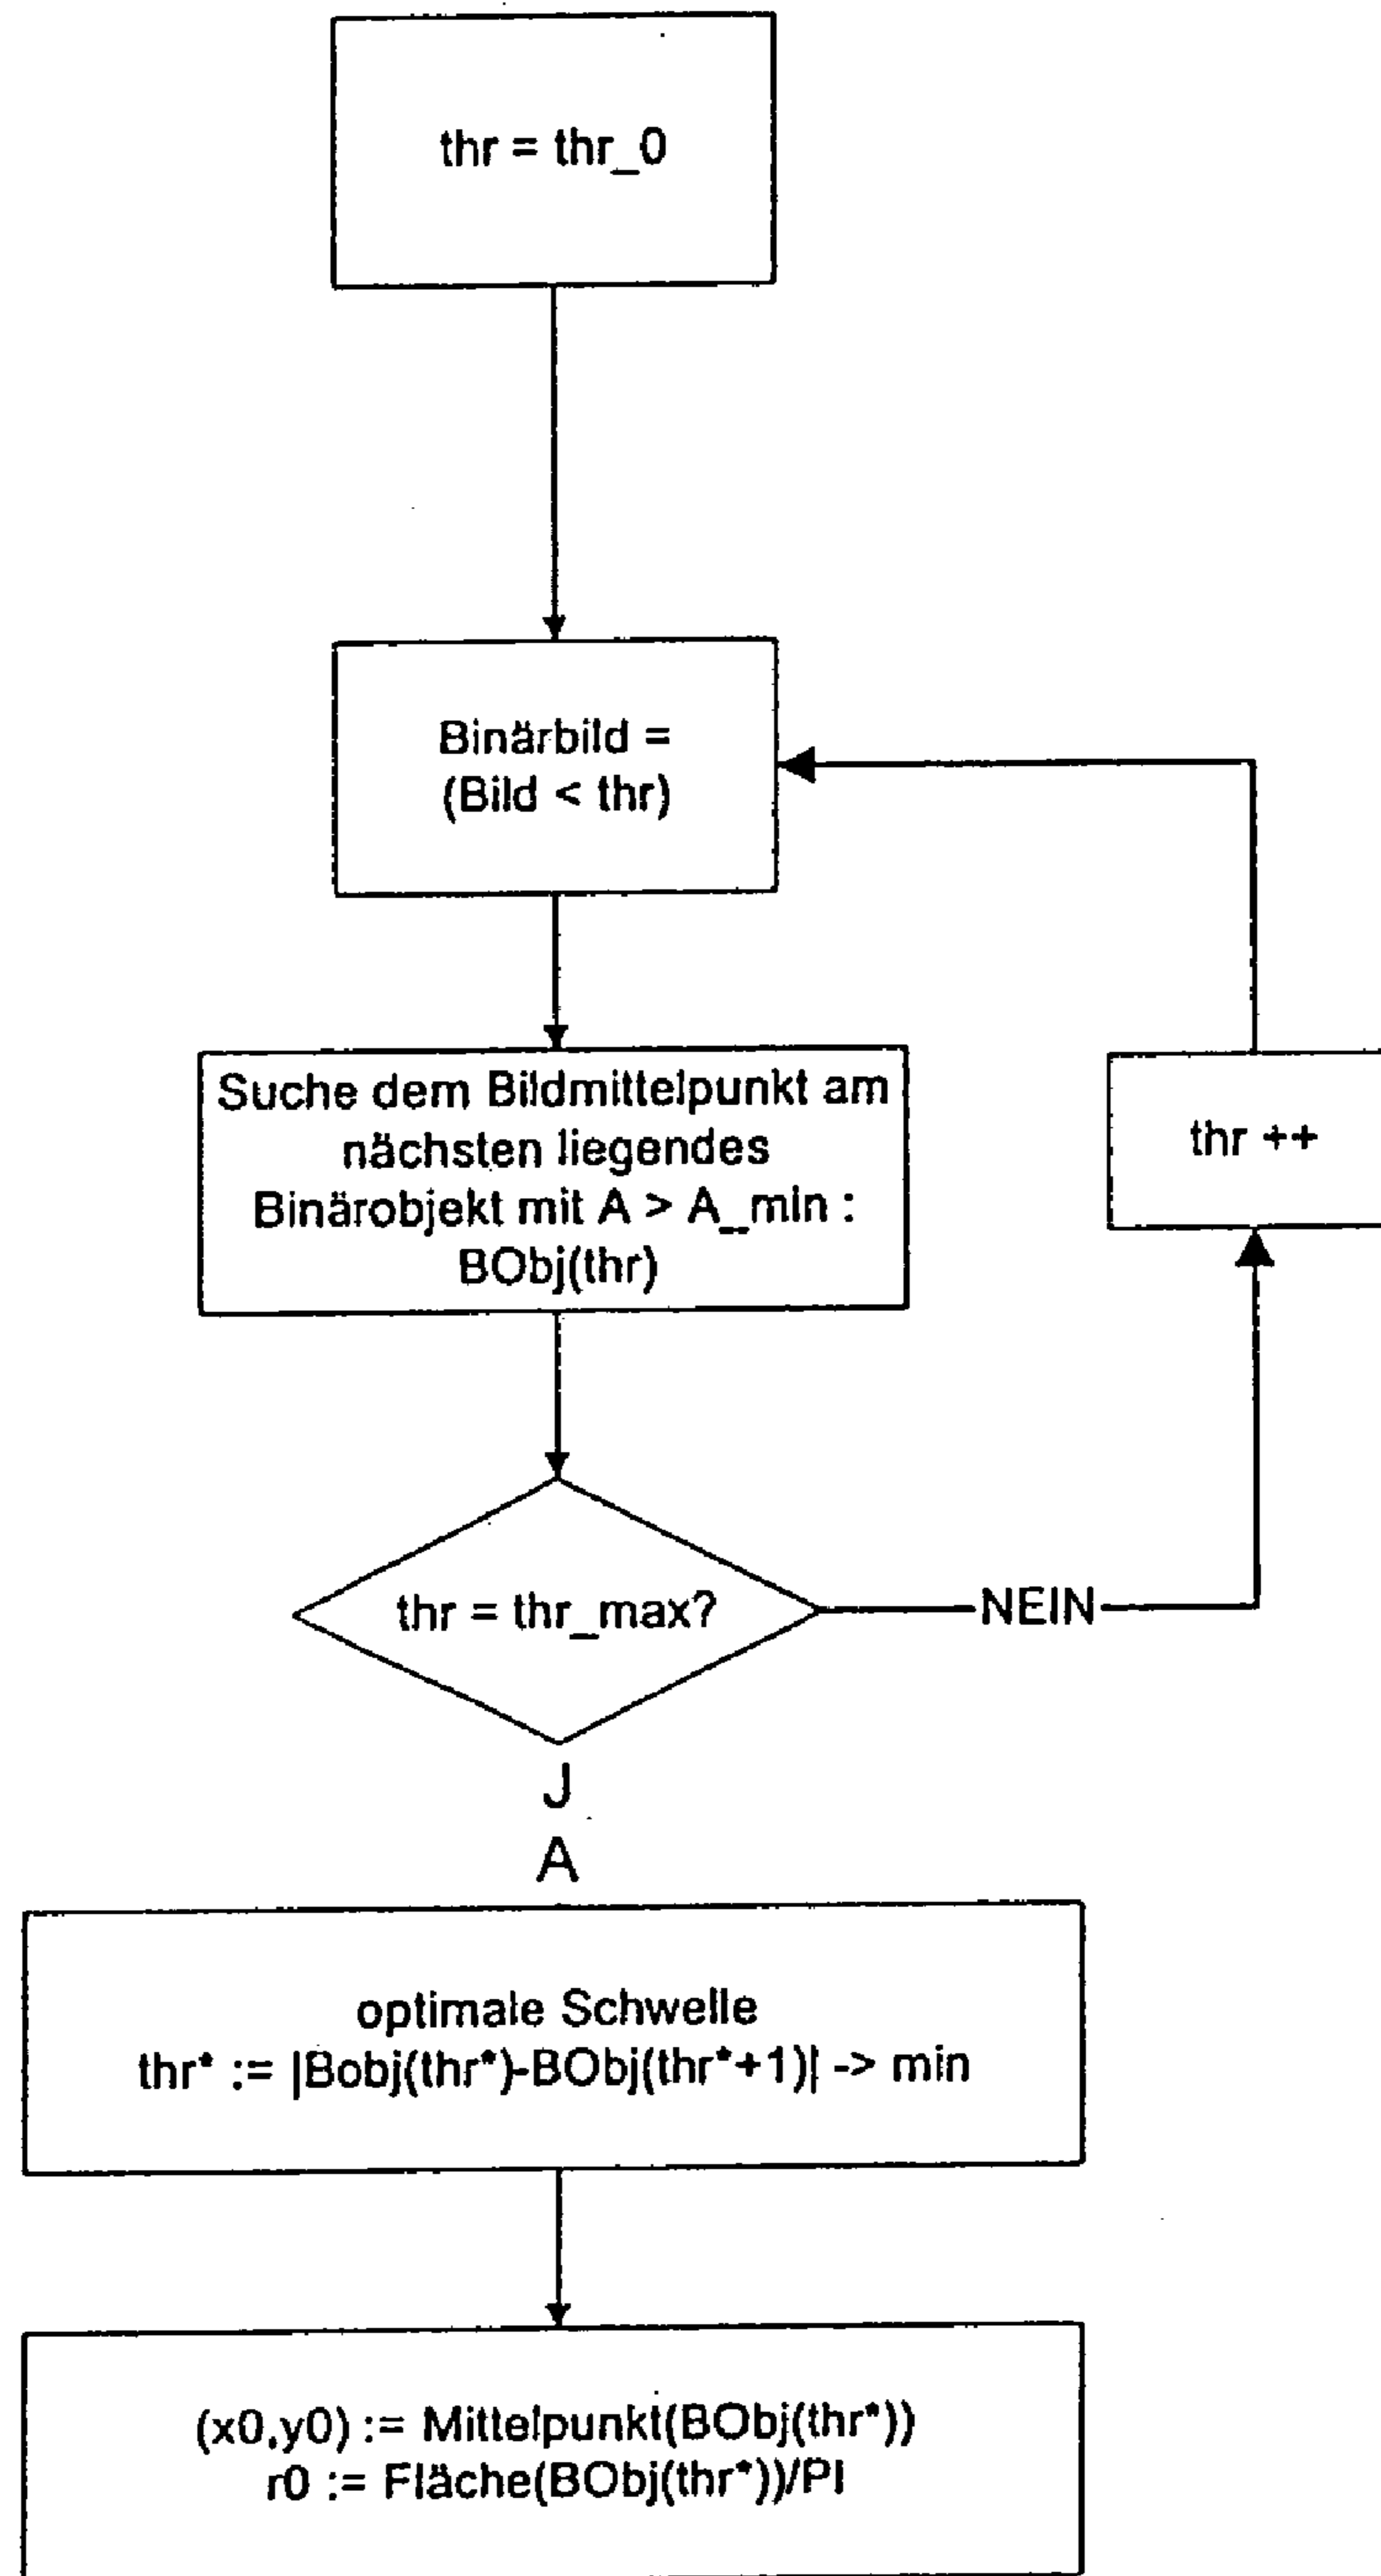 thr = thr_0
Binärbild =
(Bild < thr)
Suche dem Bildmittelpunkt am
nächsten liegendes
Binärobjekt mit A > A_min :
BObj(thr)
thr ++
thr = thr_max?
NEIN
J
A
optimale Schwelle
thr* := |Bobj(thr*)-BObj(thr*+1)| -> min
(x0,y0) := Mittelpunkt(BObj(thr*))
r0 := Fläche(BObj(thr*))/PI